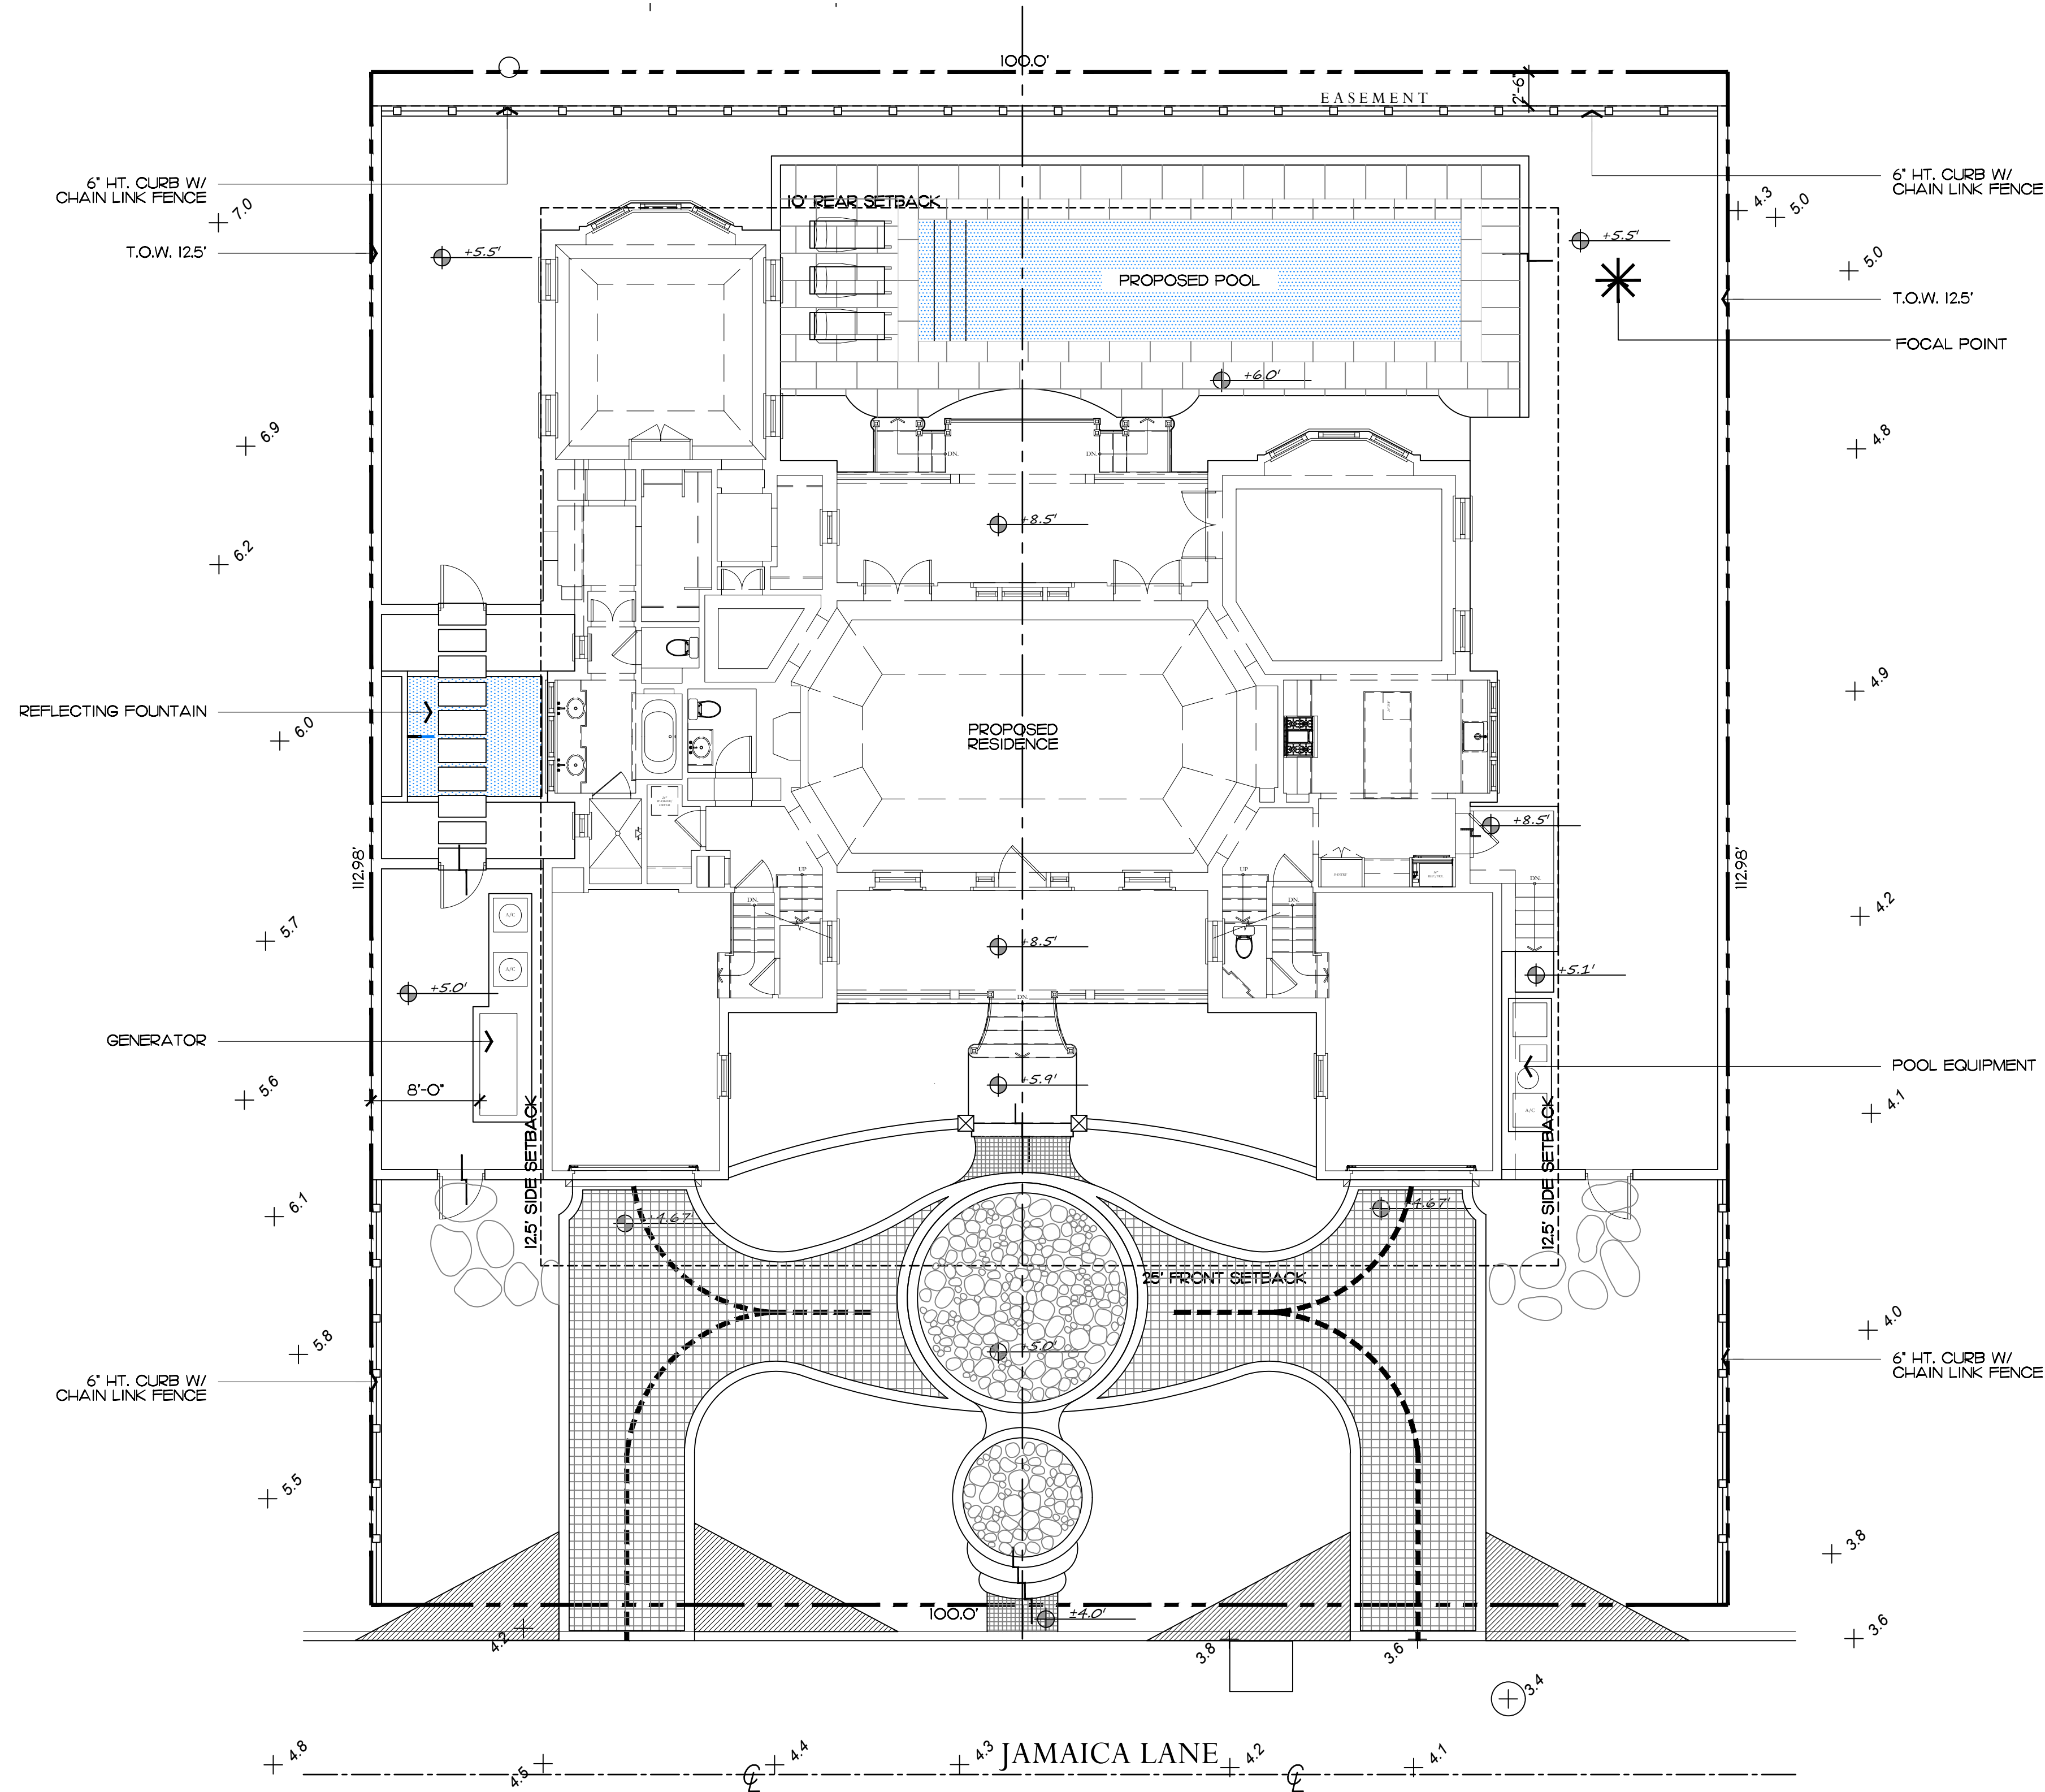 100.0'
EASEMENT
2'-6"
6" HT. CURB W/
CHAIN LINK FENCE
6" HT. CURB W/
CHAIN LINK FENCE
7.0
4.3
5.0
10' REAR SETBACK
T.O.W. 12.5'
+5.5'
+5.5'
5.0
PROPOSED POOL
T.O.W. 12.5'
FOCAL POINT
+6.0'
6.9
4.8
DN.
DN.
+8.5'
6.2
4.9
REFLECTING FOUNTAIN
6.0
PROPOSED
RESIDENCE
+8.5'
112.98'
112.98'
UP
UP
PANTRY
DN.
DN.
DN.
A/C
4.2
5.7
+8.5'
A/C
+5.1'
+5.0'
DN.
GENERATOR
POOL EQUIPMENT
+5.9'
8'-0"
5.6
A/C
4.1
12.5' SIDE SETBACK
12.5' SIDE SETBACK
6.1
+4.67'
+4.67'
25' FRONT SETBACK
4.0
5.8
+5.0'
6" HT. CURB W/
CHAIN LINK FENCE
6" HT. CURB W/
CHAIN LINK FENCE
5.5
3.8
100.0'
±4.0'
4.2
3.8
3.6
3.6
3.4
4.8
4.5
4.4
4.3
JAMAICA LANE
4.2
4.1